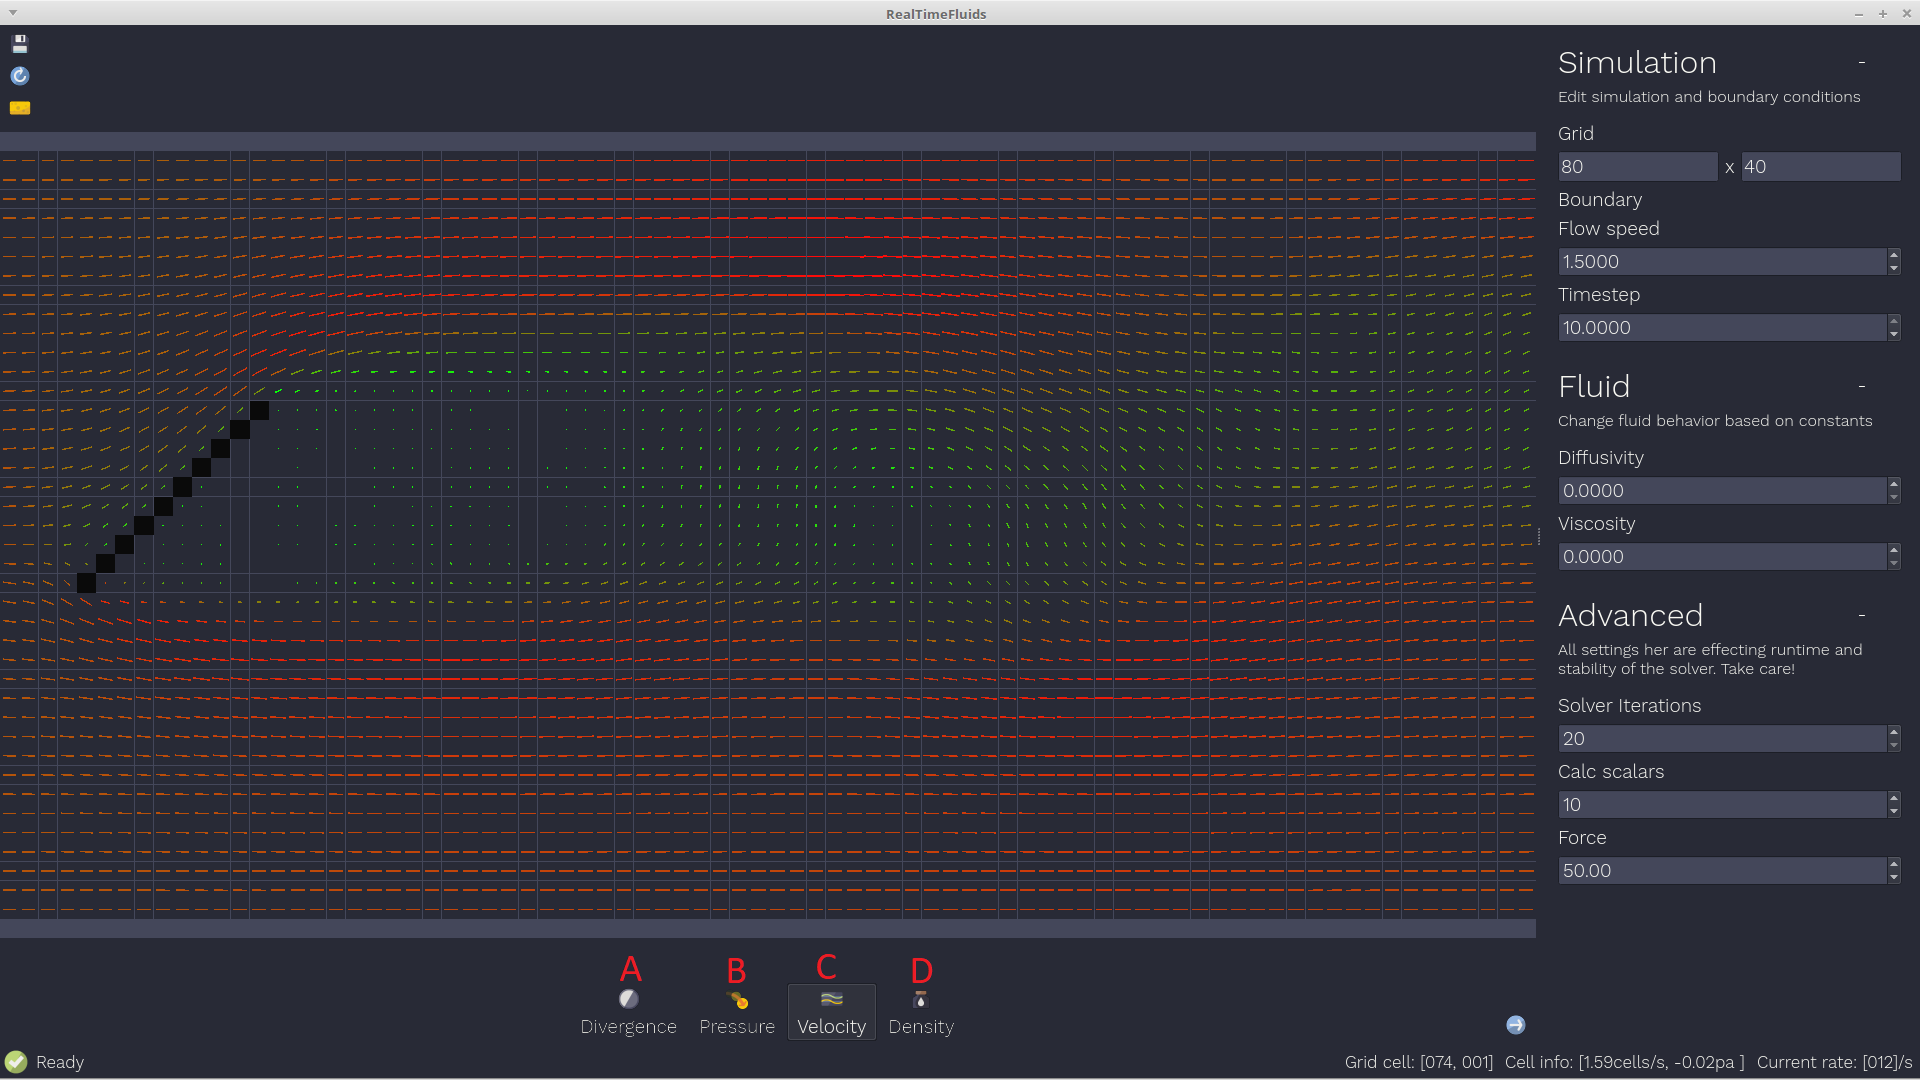 RealTimeFluids
Simulation -
Edit simulation and boundary conditions
Grid
80 x 40
Boundary
Flow speed
1.5000
Timestep
10.0000
Fluid -
Change fluid behavior based on constants
Diffusivity
0.0000
Viscosity
0.0000
Advanced -
All settings her are effecting runtime and
stability of the solver. Take care!
Solver Iterations
20
Calc scalars
10
Force
50.00
A B C D
Divergence Pressure Velocity Density
Ready
Grid cell: [074, 001] Cell info: [1.59cells/s, -0.02pa ] Current rate: [012]/s